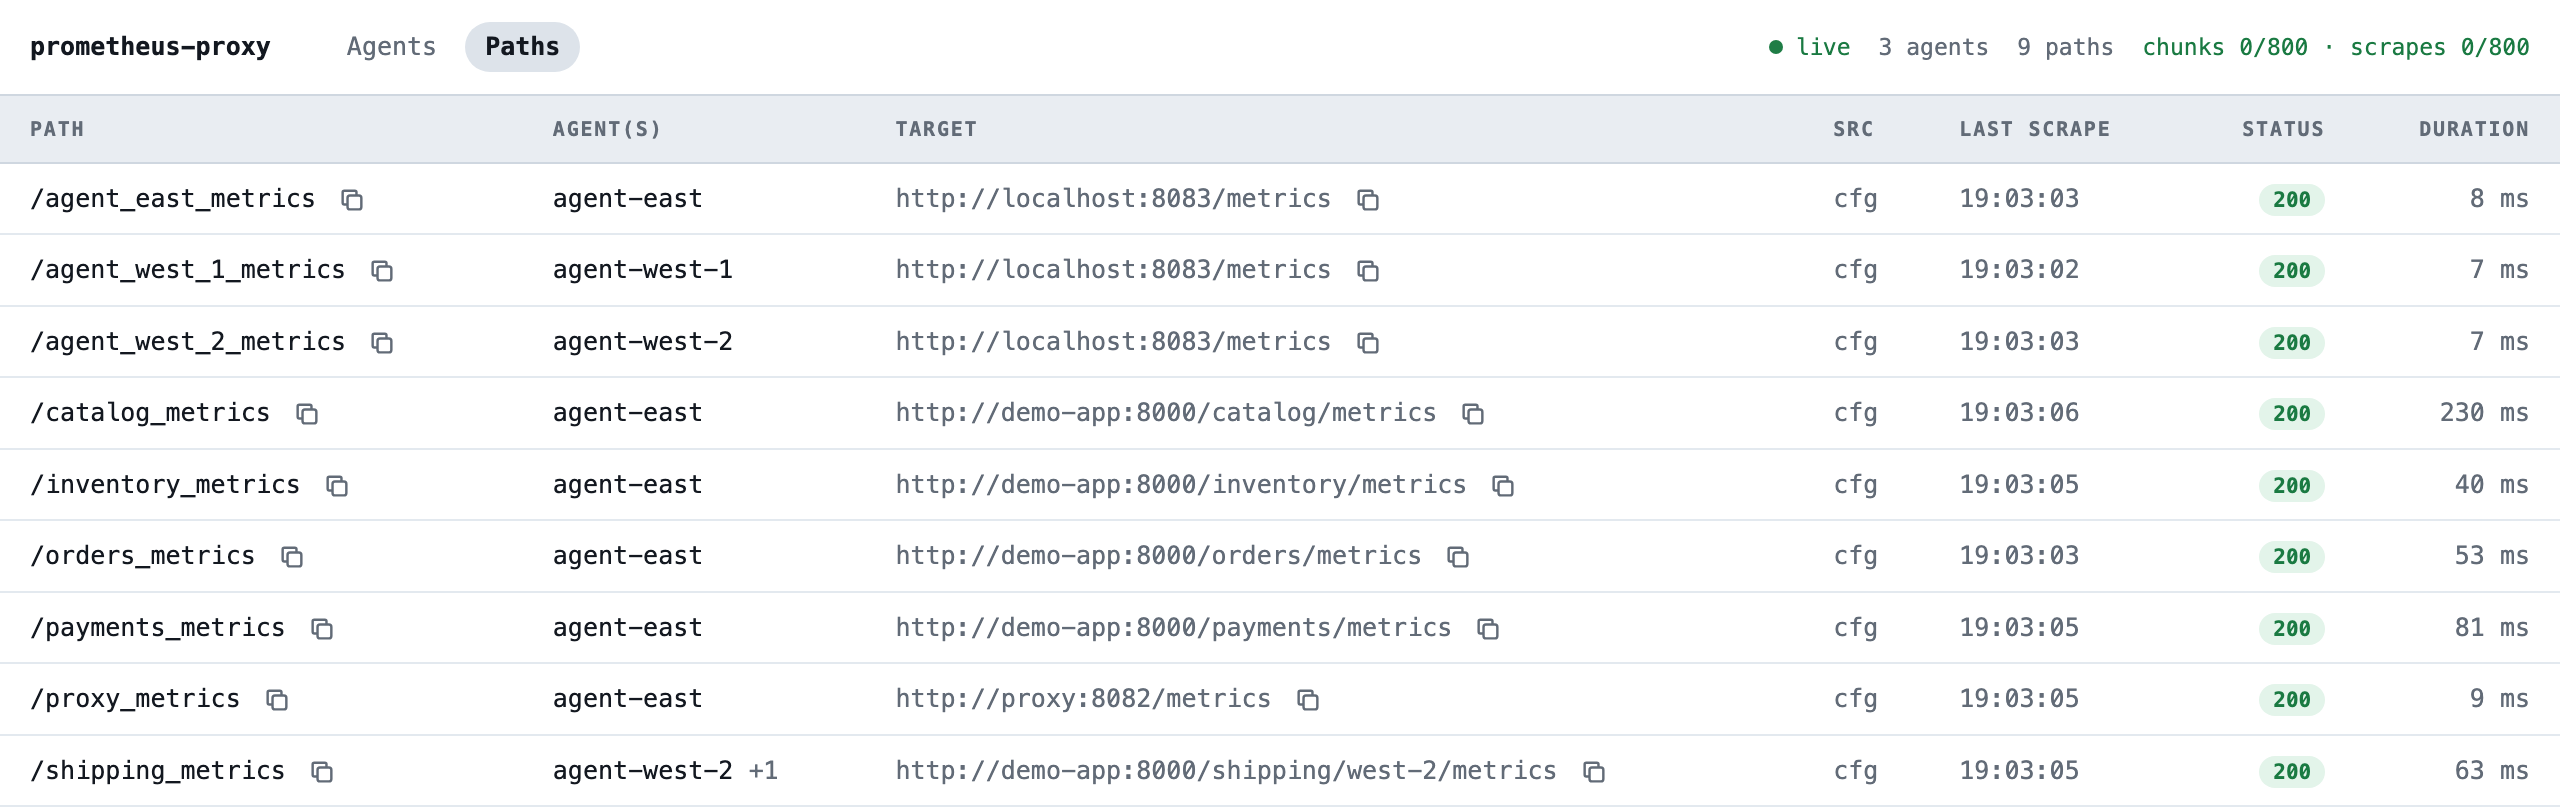 prometheus-proxy Agents Paths live 3 agents 9 paths chunks 0/800 · scrapes 0/800
PATH AGENT(S) TARGET SRC LAST SCRAPE STATUS DURATION
/agent_east_metrics agent-east http://localhost:8083/metrics cfg 19:03:03 200 8 ms
/agent_west_1_metrics agent-west-1 http://localhost:8083/metrics cfg 19:03:02 200 7 ms
/agent_west_2_metrics agent-west-2 http://localhost:8083/metrics cfg 19:03:03 200 7 ms
/catalog_metrics agent-east http://demo-app:8000/catalog/metrics cfg 19:03:06 200 230 ms
/inventory_metrics agent-east http://demo-app:8000/inventory/metrics cfg 19:03:05 200 40 ms
/orders_metrics agent-east http://demo-app:8000/orders/metrics cfg 19:03:03 200 53 ms
/payments_metrics agent-east http://demo-app:8000/payments/metrics cfg 19:03:05 200 81 ms
/proxy_metrics agent-east http://proxy:8082/metrics cfg 19:03:05 200 9 ms
/shipping_metrics agent-west-2 +1 http://demo-app:8000/shipping/west-2/metrics cfg 19:03:05 200 63 ms